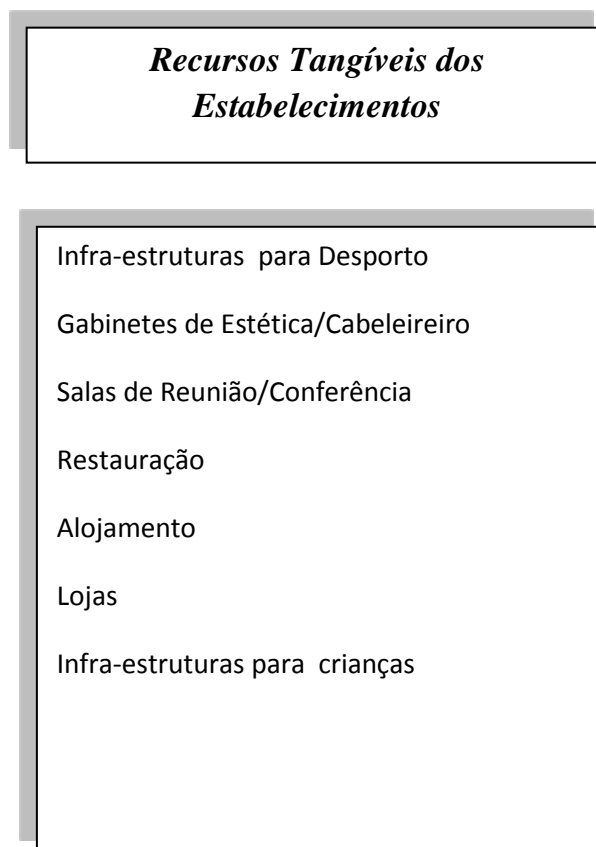 Recursos Tangíveis dos
Estabelecimentos
Infra-estruturas para Desporto
Gabinetes de Estética/Cabeleireiro
Salas de Reunião/Conferência
Restauração
Alojamento
Lojas
Infra-estruturas para crianças